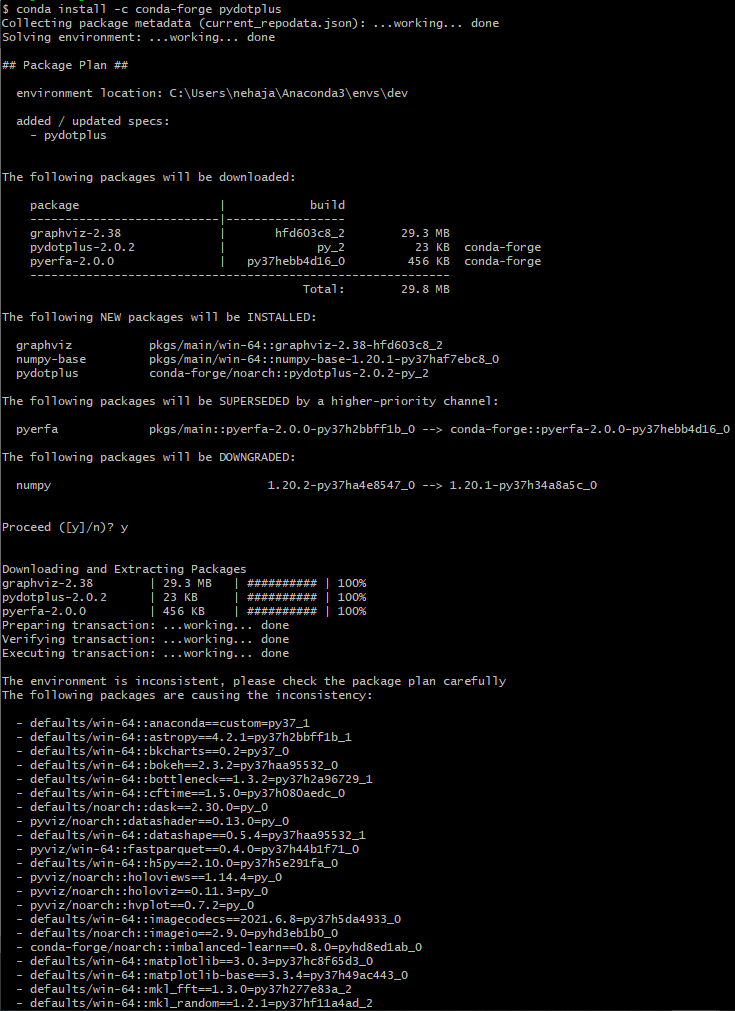 $ conda install -c conda-forge pydotplus
Collecting package metadata (current_repodata.json): ...working... done
Solving environment: ...working... done
## Package Plan ##
environment location: C:\Users\nehaja\Anaconda3\envs\dev
added / updated specs:
- pydotplus
The following packages will be downloaded:
package | build
---------------------------|-----------------
graphviz-2.38 | hfd603c8_2 29.3 MB
pydotplus-2.0.2 | py_2 23 KB conda-forge
pyerfa-2.0.0 | py37hebb4d16_0 456 KB conda-forge
------------------------------------------------------------
Total: 29.8 MB
The following NEW packages will be INSTALLED:
graphviz pkgs/main/win-64::graphviz-2.38-hfd603c8_2
numpy-base pkgs/main/win-64::numpy-base-1.20.1-py37haf7ebc8_0
pydotplus conda-forge/noarch::pydotplus-2.0.2-py_2
The following packages will be SUPERSEDED by a higher-priority channel:
pyerfa pkgs/main::pyerfa-2.0.0-py37h2bbff1b_0 --> conda-forge::pyerfa-2.0.0-py37hebb4d16_0
The following packages will be DOWNGRADED:
numpy 1.20.2-py37ha4e8547_0 --> 1.20.1-py37h34a8a5c_0
Proceed ([y]/n)? y
Downloading and Extracting Packages
graphviz-2.38 | 29.3 MB | ########## | 100%
pydotplus-2.0.2 | 23 KB | ########## | 100%
pyerfa-2.0.0 | 456 KB | ########## | 100%
Preparing transaction: ...working... done
Verifying transaction: ...working... done
Executing transaction: ...working... done
The environment is inconsistent, please check the package plan carefully
The following packages are causing the inconsistency:
- defaults/win-64::anaconda==custom=py37_1
- defaults/win-64::astropy==4.2.1=py37h2bbff1b_1
- defaults/win-64::bkcharts==0.2=py37_0
- defaults/win-64::bokeh==2.3.2=py37haa95532_0
- defaults/win-64::bottleneck==1.3.2=py37h2a96729_1
- defaults/win-64::cftime==1.5.0=py37h080aedc_0
- defaults/noarch::dask==2.30.0=py_0
- pyviz/noarch::datashader==0.13.0=py_0
- defaults/win-64::datashape==0.5.4=py37haa95532_1
- pyviz/win-64::fastparquet==0.4.0=py37h44b1f71_0
- defaults/win-64::h5py==2.10.0=py37h5e291fa_0
- pyviz/noarch::holoviews==1.14.4=py_0
- pyviz/noarch::holoviz==0.11.3=py_0
- pyviz/noarch::hvplot==0.7.2=py_0
- defaults/win-64::imagecodecs==2021.6.8=py37h5da4933_0
- defaults/noarch::imageio==2.9.0=pyhd3eb1b0_0
- conda-forge/noarch::imbalanced-learn==0.8.0=pyhd8ed1ab_0
- defaults/win-64::matplotlib==3.0.3=py37hc8f65d3_0
- defaults/win-64::matplotlib-base==3.3.4=py37h49ac443_0
- defaults/win-64::mkl_fft==1.3.0=py37h277e83a_2
- defaults/win-64::mkl_random==1.2.1=py37hf11a4ad_2